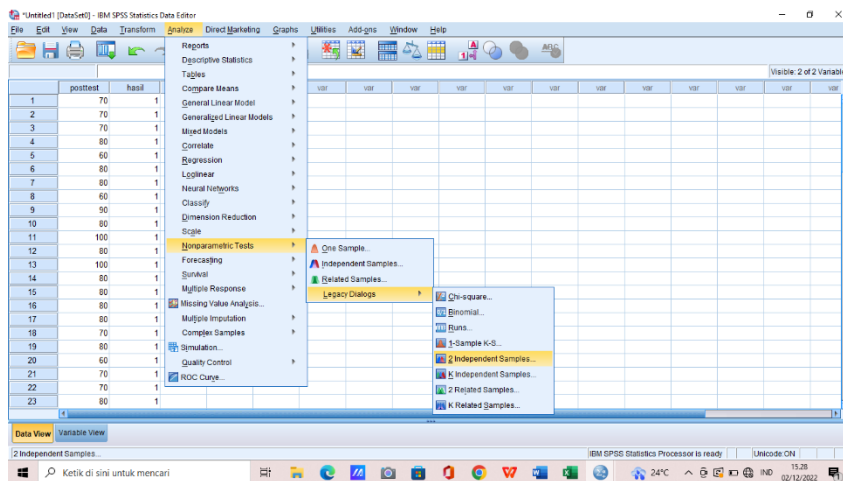 *Untitled1 [DataSet0] - IBM SPSS Statistics Data Editor
File Edit View Data Transform Analyze Direct Marketing Graphs Utilities Add-ons Window Help
Visible: 2 of 2 Variable
posttest hasil var var var var var var var var var var var
1 70 1
2 70 1
3 70 1
4 80 1
5 60 1
6 80 1
7 80 1
8 60 1
9 90 1
10 80 1
11 100 1
12 80 1
13 100 1
14 80 1
15 80 1
16 80 1
17 80 1
18 70 1
19 80 1
20 60 1
21 70 1
22 70 1
23 80 1
Reports
Descriptive Statistics
Tables
Compare Means
General Linear Model
Generalized Linear Models
Mixed Models
Correlate
Regression
Loglinear
Neural Networks
Classify
Dimension Reduction
Scale
Nonparametric Tests
Forecasting
Survival
Multiple Response
Missing Value Analysis...
Multiple Imputation
Complex Samples
Simulation...
Quality Control
ROC Curve...
One Sample...
Independent Samples...
Related Samples...
Legacy Dialogs
Chi-square...
Binomial...
Runs...
1-Sample K-S...
2 Independent Samples...
K Independent Samples...
2 Related Samples...
K Related Samples...
Data View Variable View
2 Independent Samples... IBM SPSS Statistics Processor is ready Unicode:ON
Ketik di sini untuk mencari 24°C IND 15.28
02/12/2022